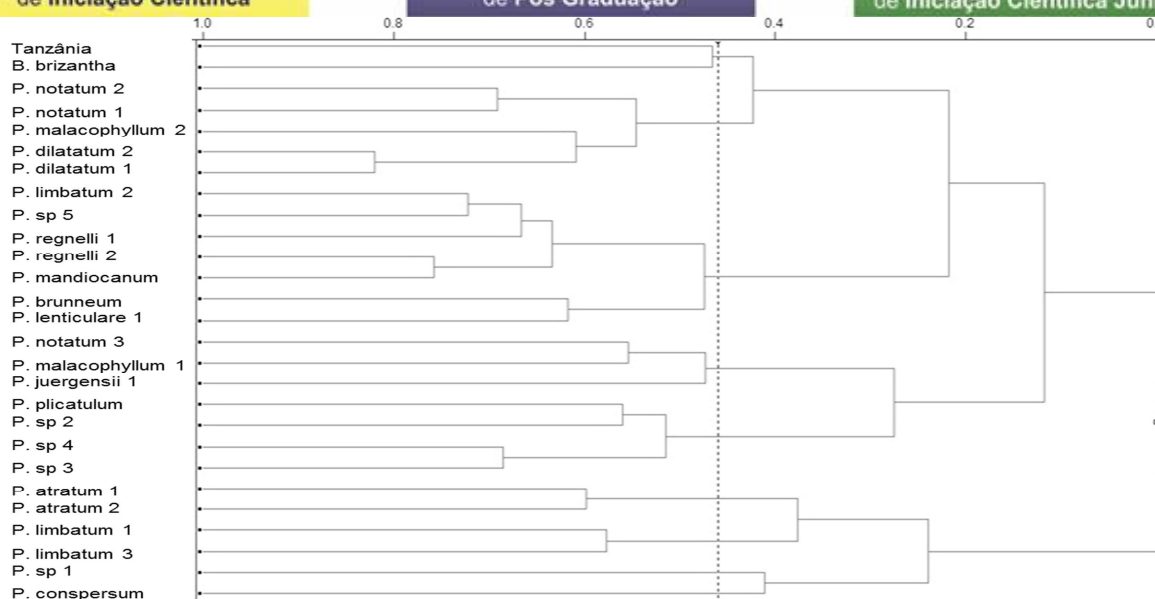 de Iniciação Científica
de Pós Graduação
de Iniciação Científica
1.0 0.8 0.6 0.4 0.2
Tanzânia
B. brizantha
P. notatum 2
P. notatum 1
P. malacophyllum 2
P. dilatatum 2
P. dilatatum 1
P. limbatum 2
P. sp 5
P. regnelli 1
P. regnelli 2
P. mandiocanum
P. brunneum
P. lenticulare 1
P. notatum 3
P. malacophyllum 1
P. juergensii 1
P. plicatulum
P. sp 2
P. sp 4
P. sp 3
P. atratum 1
P. atratum 2
P. limbatum 1
P. limbatum 3
P. sp 1
P. conspersum